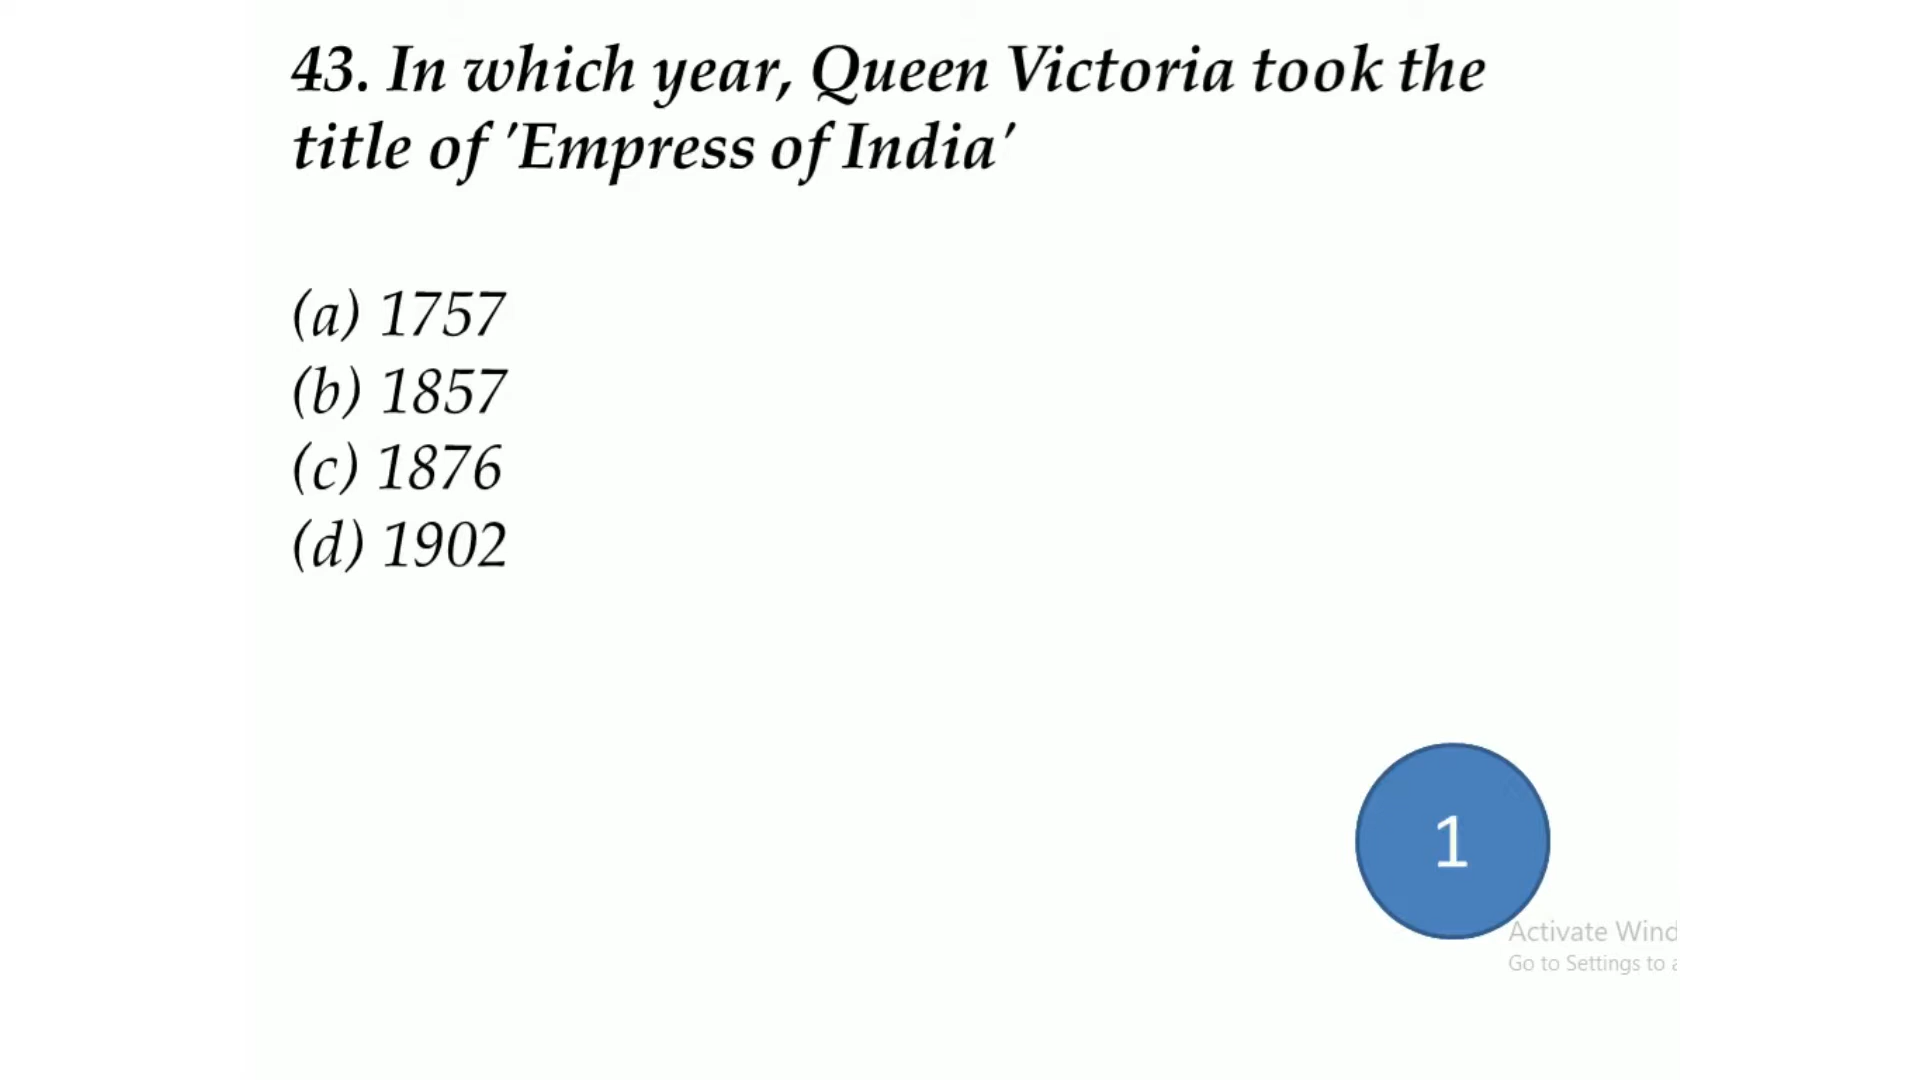 43. In which year, Queen Victoria took the
title of 'Empress of India'
(a) 1757
(b) 1857
(c) 1876
(d) 1902
1
Activate Wind
Go to Settings to a